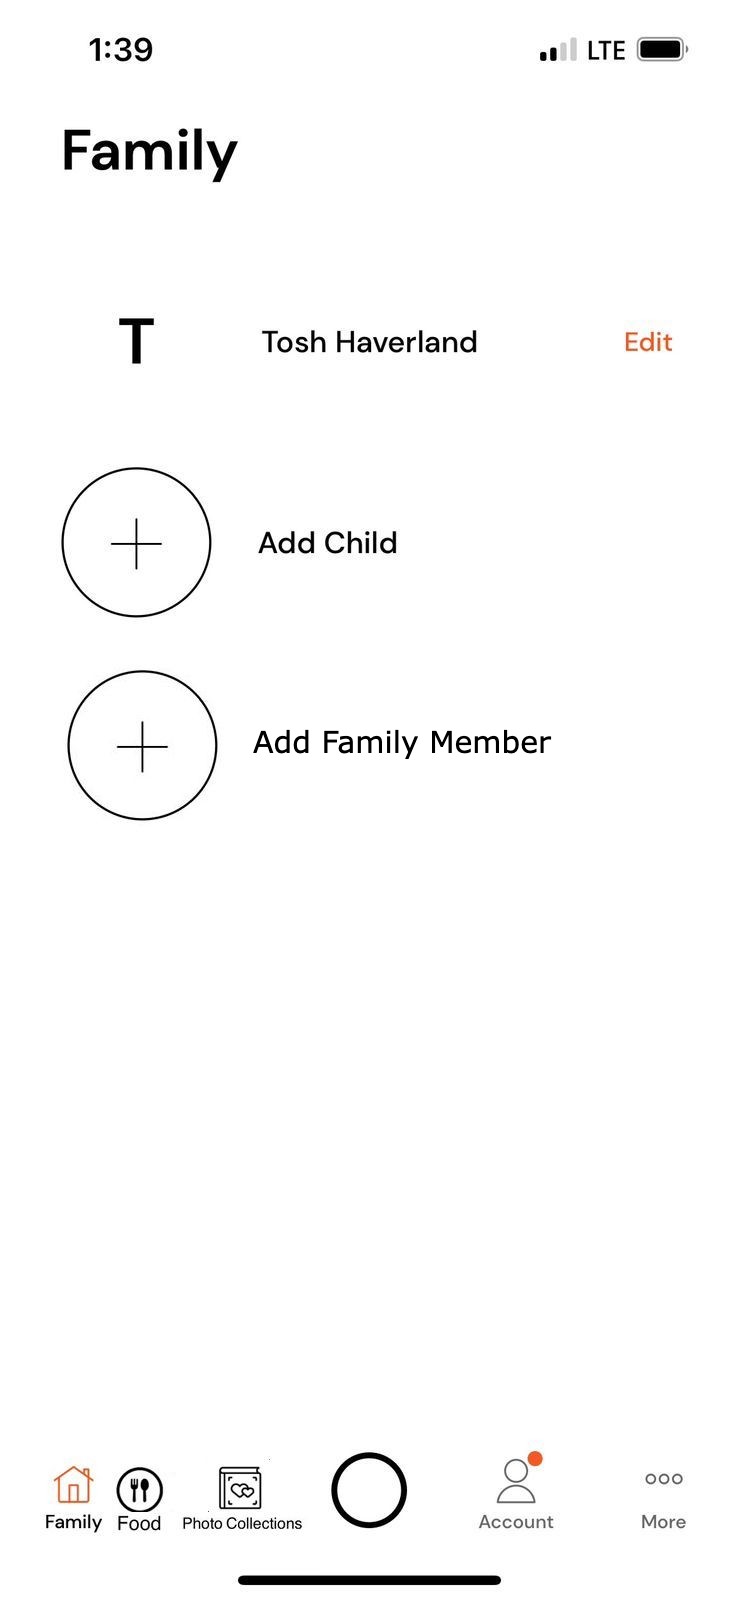 1:39 LTE
Family
T Tosh Haverland Edit
Add Child
Add Family Member
Family Food Photo Collections Account More